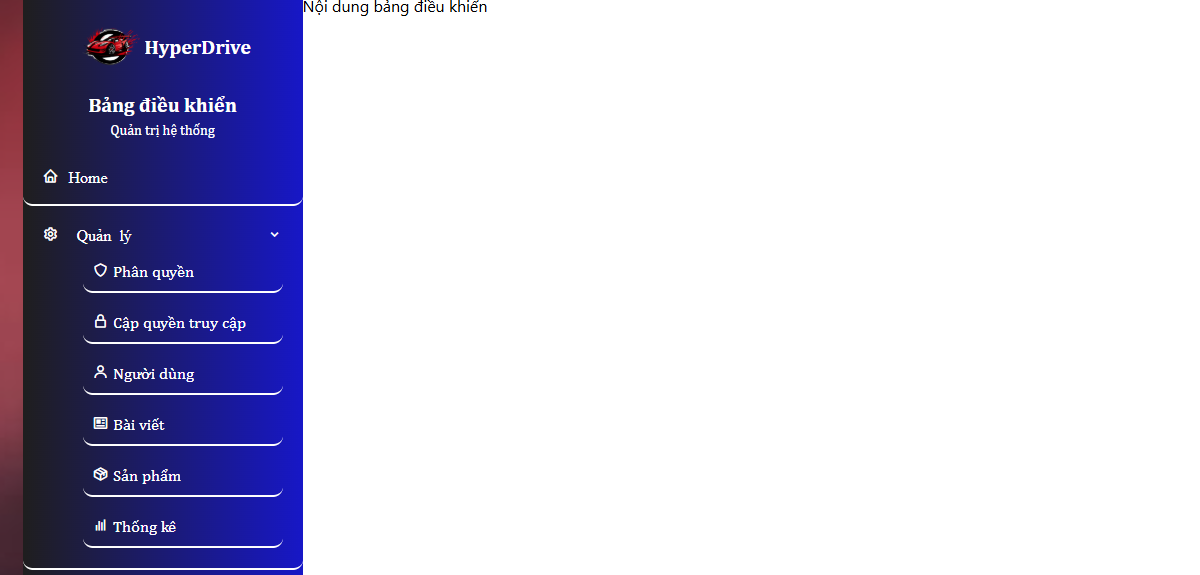 Nội dung bảng điều khiển
HyperDrive
Bảng điều khiển
Quản trị hệ thống
Home
Quản lý
Phân quyền
Cập quyền truy cập
Người dùng
Bài viết
Sản phẩm
Thống kê